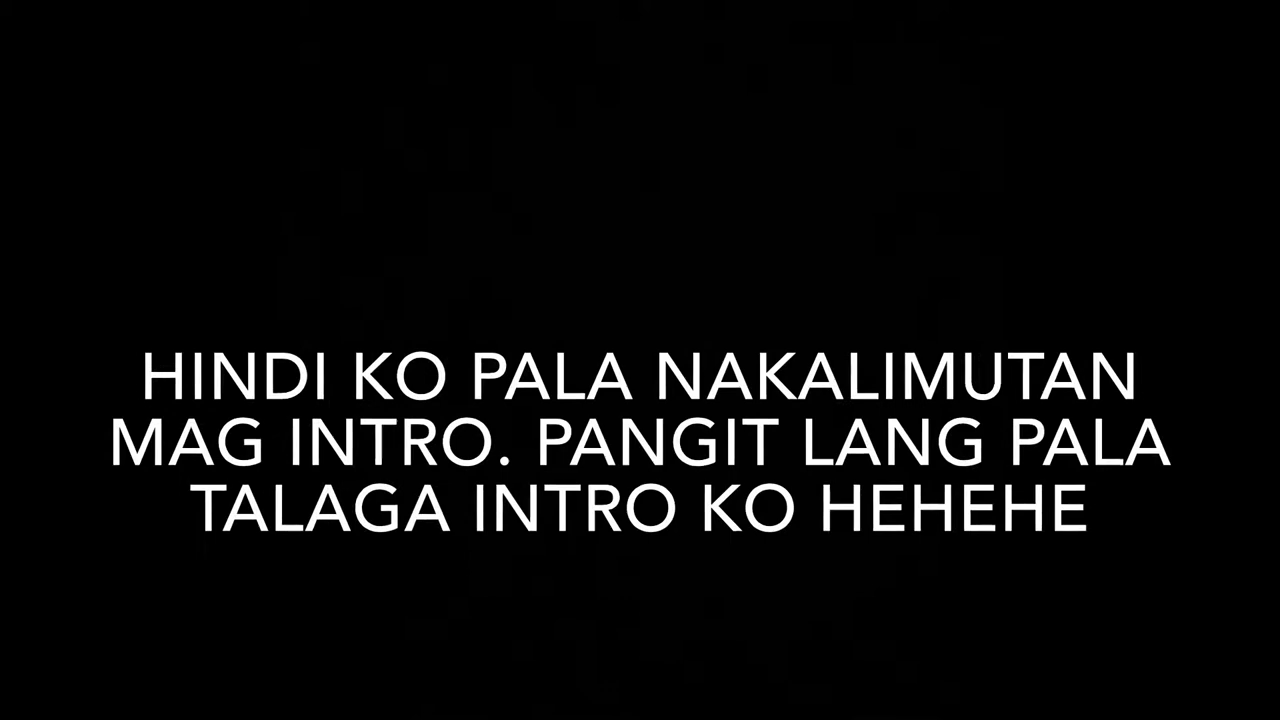 HINDI KO PALA NAKALIMUTAN
MAG INTRO. PANGIT LANG PALA
TALAGA INTRO KO HEHEHE